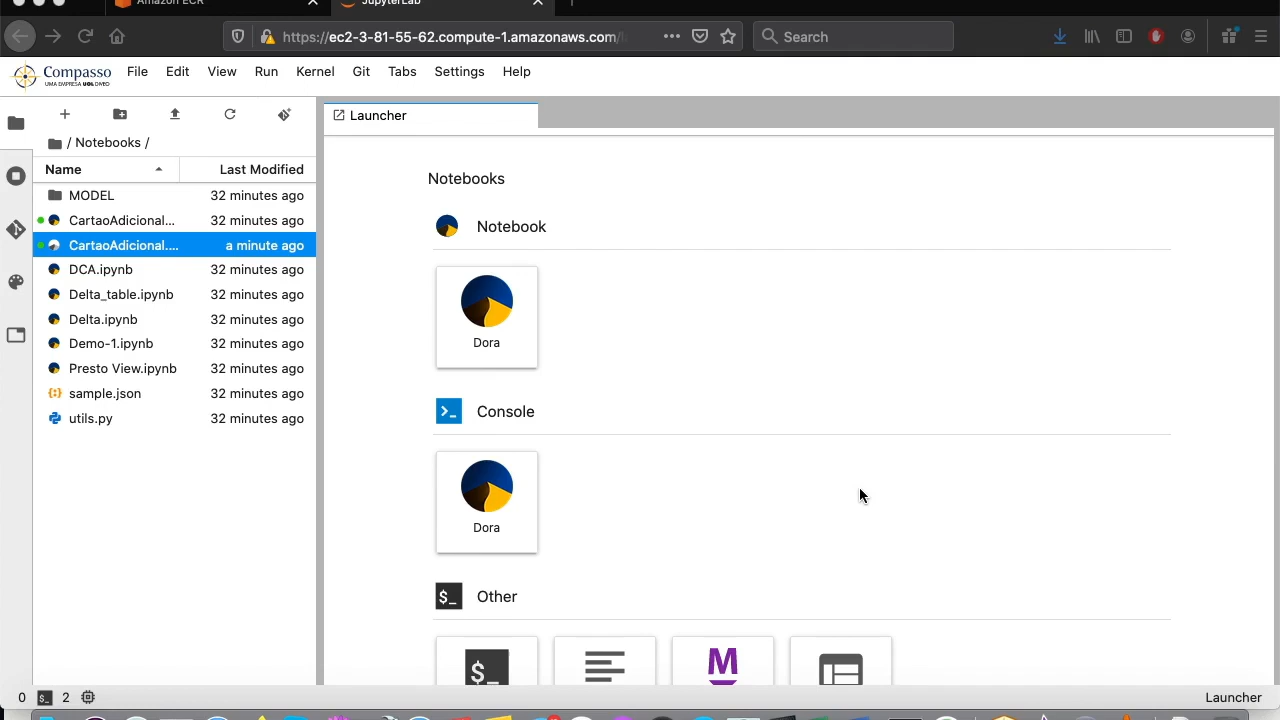 Amazon ECR
JupyterLab
https://ec2-3-81-55-62.compute-1.amazonaws.com/
Search
Compasso
UMA EMPRESA UOL DIVEO
File Edit View Run Kernel Git Tabs Settings Help
Launcher
/ Notebooks /
Name Last Modified
MODEL 32 minutes ago
CartaoAdicional... 32 minutes ago
CartaoAdicional.... a minute ago
DCA.ipynb 32 minutes ago
Delta_table.ipynb 32 minutes ago
Delta.ipynb 32 minutes ago
Demo-1.ipynb 32 minutes ago
Presto View.ipynb 32 minutes ago
sample.json 32 minutes ago
utils.py 32 minutes ago
Notebooks
Notebook
Dora
>_ Console
Dora
$_ Other
$_
M
0 $_ 2
Launcher